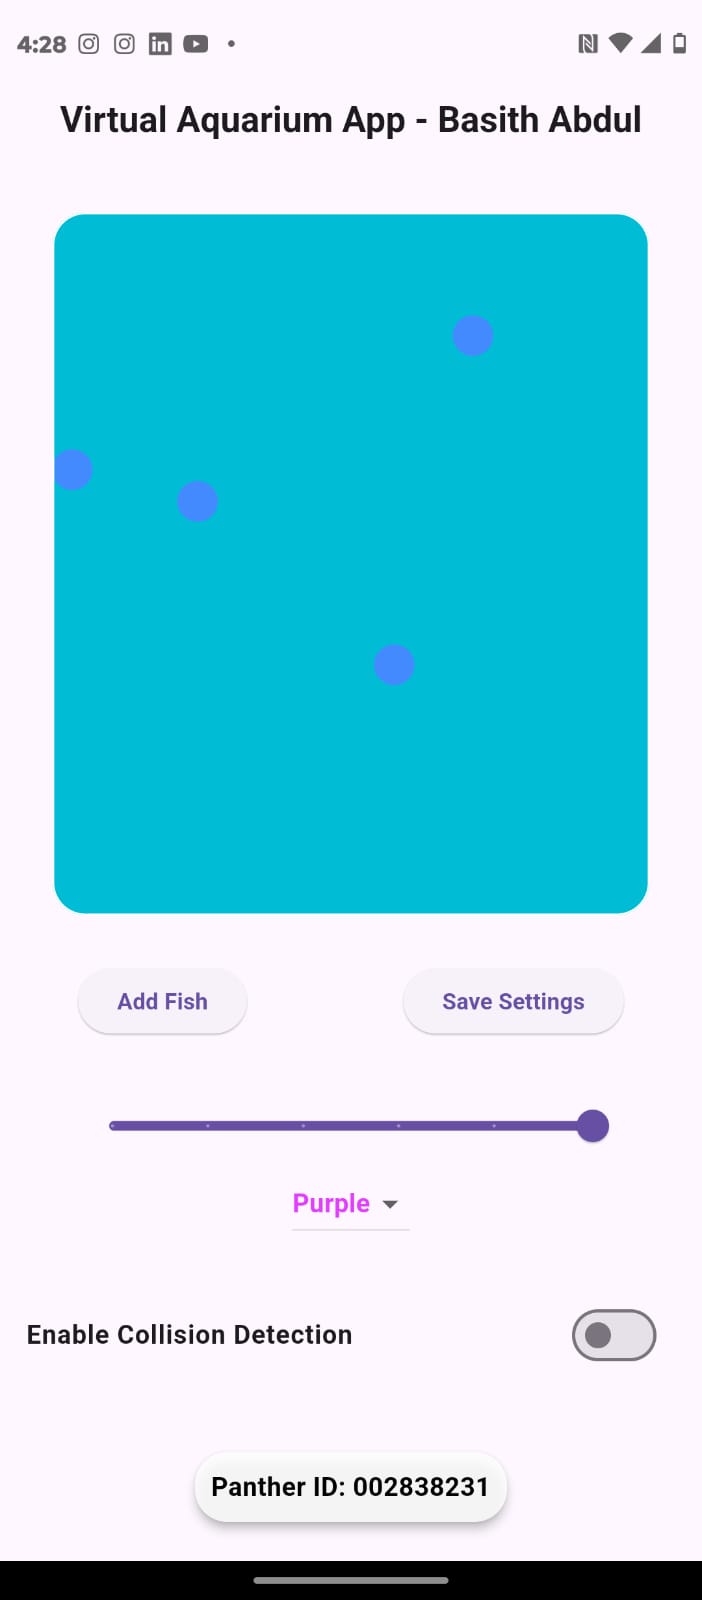 4:28
Virtual Aquarium App - Basith Abdul
Add Fish
Save Settings
Purple
Enable Collision Detection
Panther ID: 002838231